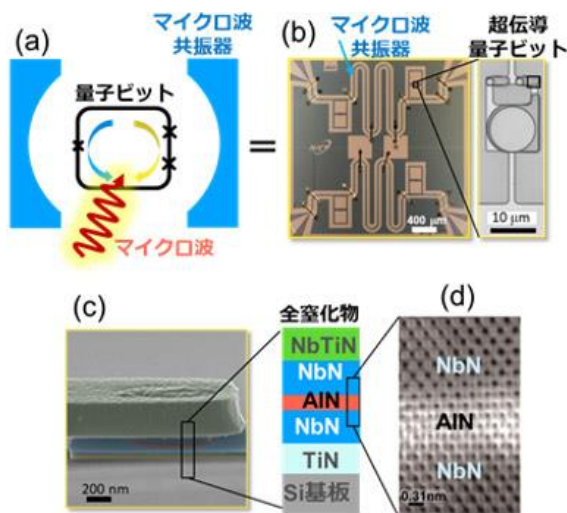 (a)
マイクロ波
共振器
量子ビット
マイクロ波
=
(b)
マイクロ波
共振器
超伝導
量子ビット
400 μm
10 μm
(c)
200 nm
全窒化物
NbTiN
NbN
AlN
NbN
TiN
Si基板
(d)
NbN
AlN
NbN
0.31nm